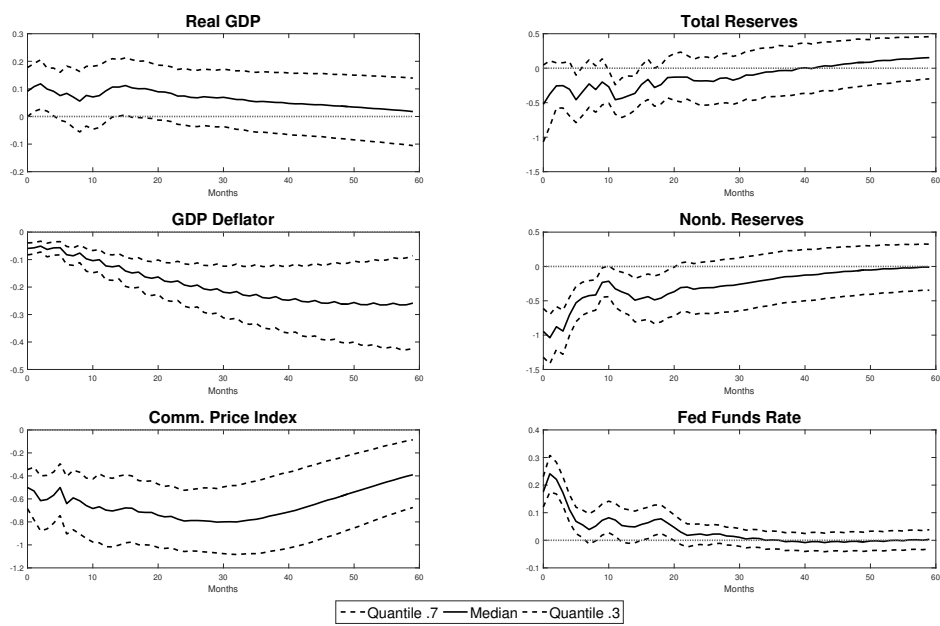 Real GDP
0.3
0.2
0.1
0
-0.1
-0.2
0 10 20 30 40 50 60
Months
Total Reserves
0.5
0
-0.5
-1
-1.5
0 10 20 30 40 50 60
Months
GDP Deflator
0
-0.1
-0.2
-0.3
-0.4
-0.5
0 10 20 30 40 50 60
Months
Nonb. Reserves
0.5
0
-0.5
-1
-1.5
0 10 20 30 40 50 60
Months
Comm. Price Index
0
-0.2
-0.4
-0.6
-0.8
-1
-1.2
0 10 20 30 40 50 60
Months
Fed Funds Rate
0.4
0.3
0.2
0.1
0
-0.1
0 10 20 30 40 50 60
Months
Quantile .7 Median Quantile .3